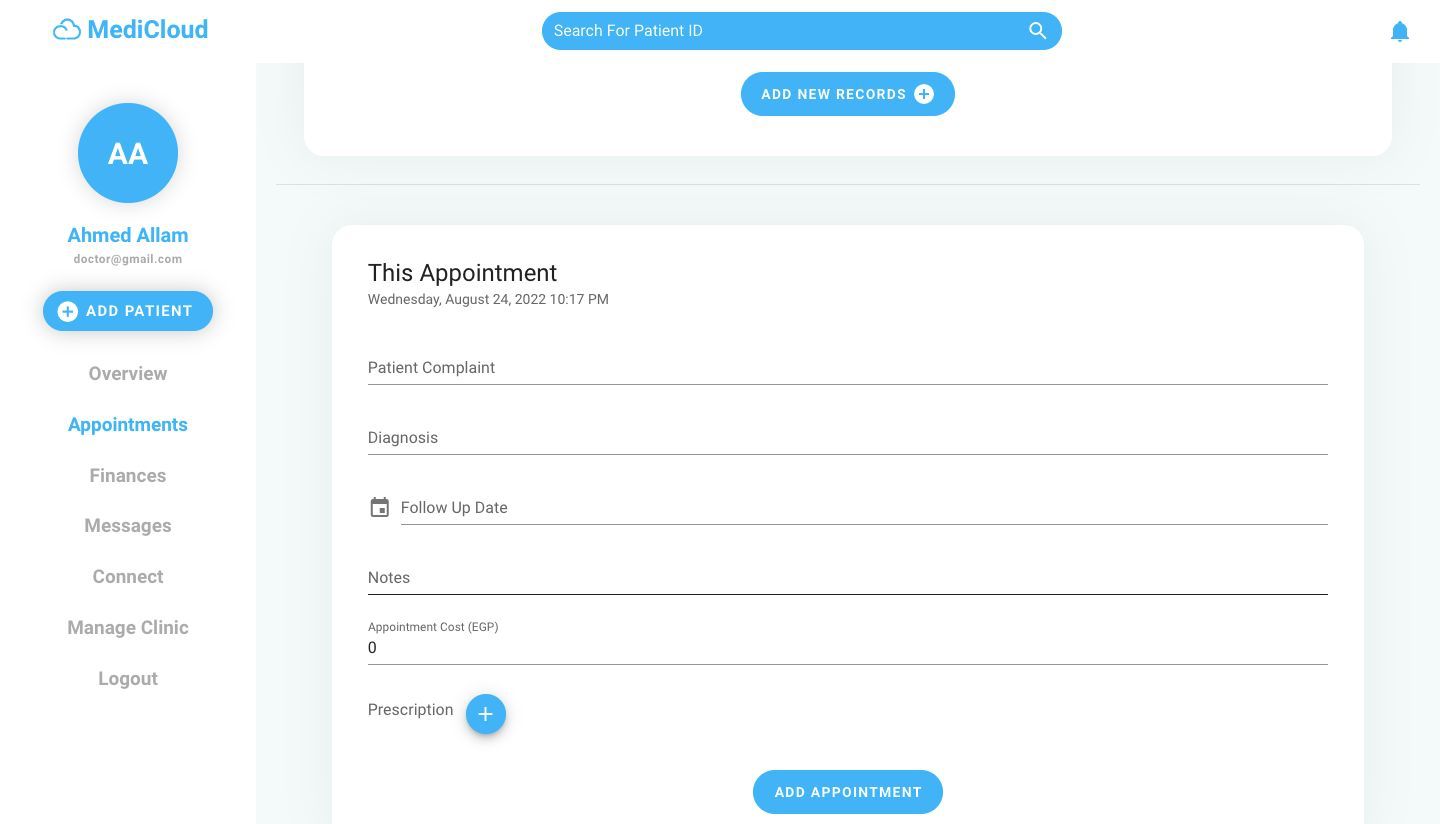 MediCloud
Search For Patient ID
AA
Ahmed Allam
doctor@gmail.com
ADD PATIENT
Overview
Appointments
Finances
Messages
Connect
Manage Clinic
Logout
ADD NEW RECORDS
This Appointment
Wednesday, August 24, 2022 10:17 PM
Patient Complaint
Diagnosis
Follow Up Date
Notes
Appointment Cost (EGP)
0
Prescription
ADD APPOINTMENT